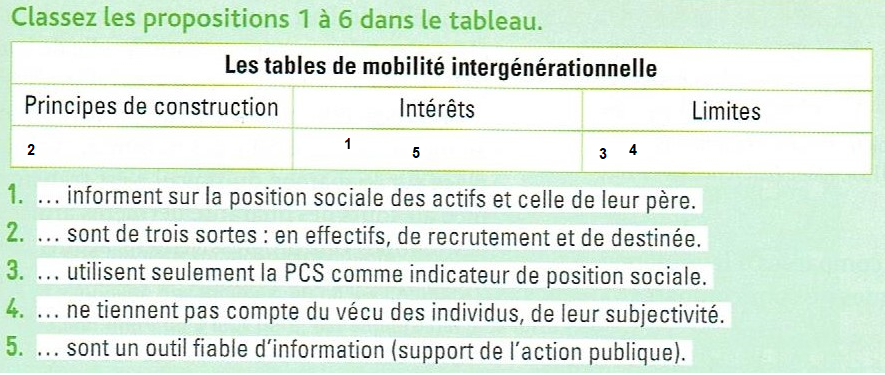 Classez les propositions 1 à 6 dans le tableau.
Les tables de mobilité intergénérationnelle
Principes de construction Intérêts Limites
2 1 5 3 4
1. ... informent sur la position sociale des actifs et celle de leur père.
2. ... sont de trois sortes : en effectifs, de recrutement et de destinée.
3. ... utilisent seulement la PCS comme indicateur de position sociale.
4. ... ne tiennent pas compte du vécu des individus, de leur subjectivité.
5. ... sont un outil fiable d'information (support de l'action publique).